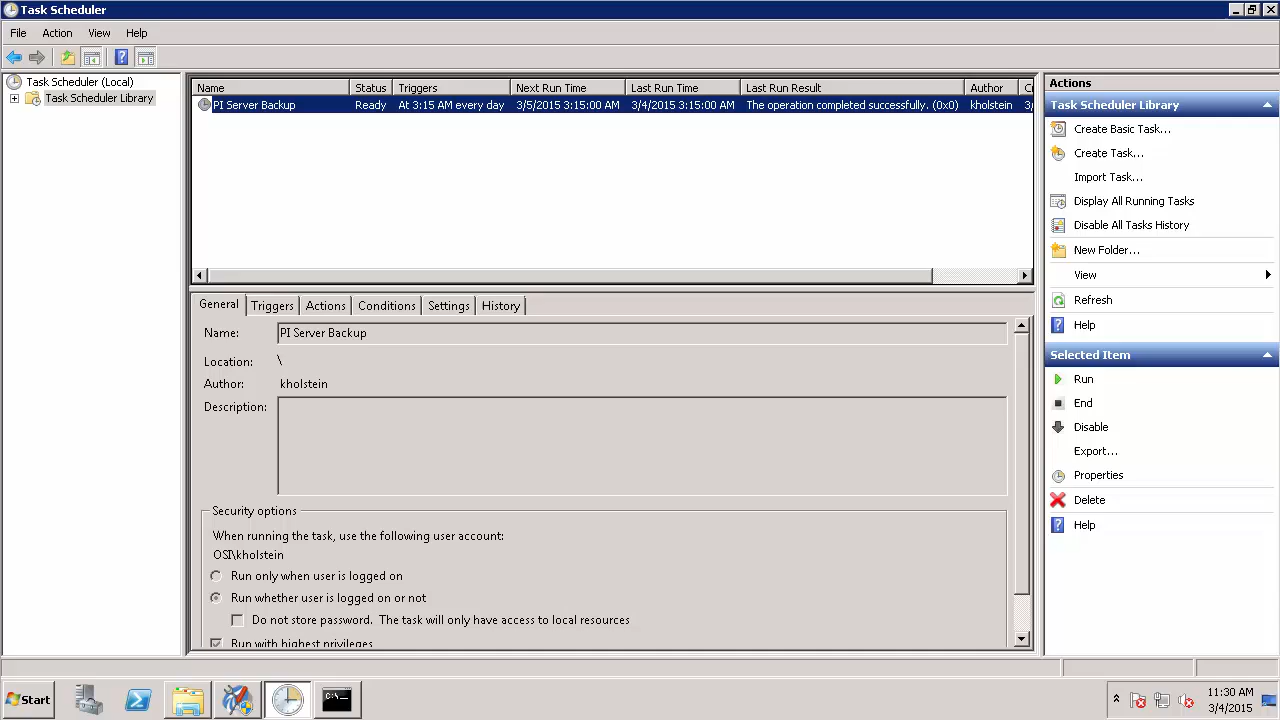 Task Scheduler
File Action View Help
Task Scheduler (Local)
Task Scheduler Library
Name Status Triggers Next Run Time Last Run Time Last Run Result Author
PI Server Backup Ready At 3:15 AM every day 3/5/2015 3:15:00 AM 3/4/2015 3:15:00 AM The operation completed successfully. (0x0) kholstein 3/
General Triggers Actions Conditions Settings History
Name: PI Server Backup
Location: \
Author: kholstein
Description:
Security options
When running the task, use the following user account:
OSI\kholstein
Run only when user is logged on
Run whether user is logged on or not
Do not store password. The task will only have access to local resources
Run with highest privileges
Actions
Task Scheduler Library
Create Basic Task...
Create Task...
Import Task...
Display All Running Tasks
Disable All Tasks History
New Folder...
View
Refresh
Help
Selected Item
Run
End
Disable
Export...
Properties
Delete
Help
Start
C:\
11:30 AM
3/4/2015